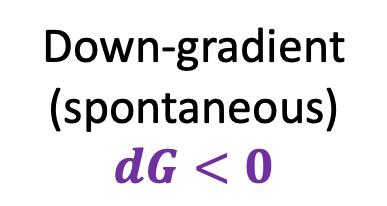 Down-gradient
(spontaneous)
dG < 0